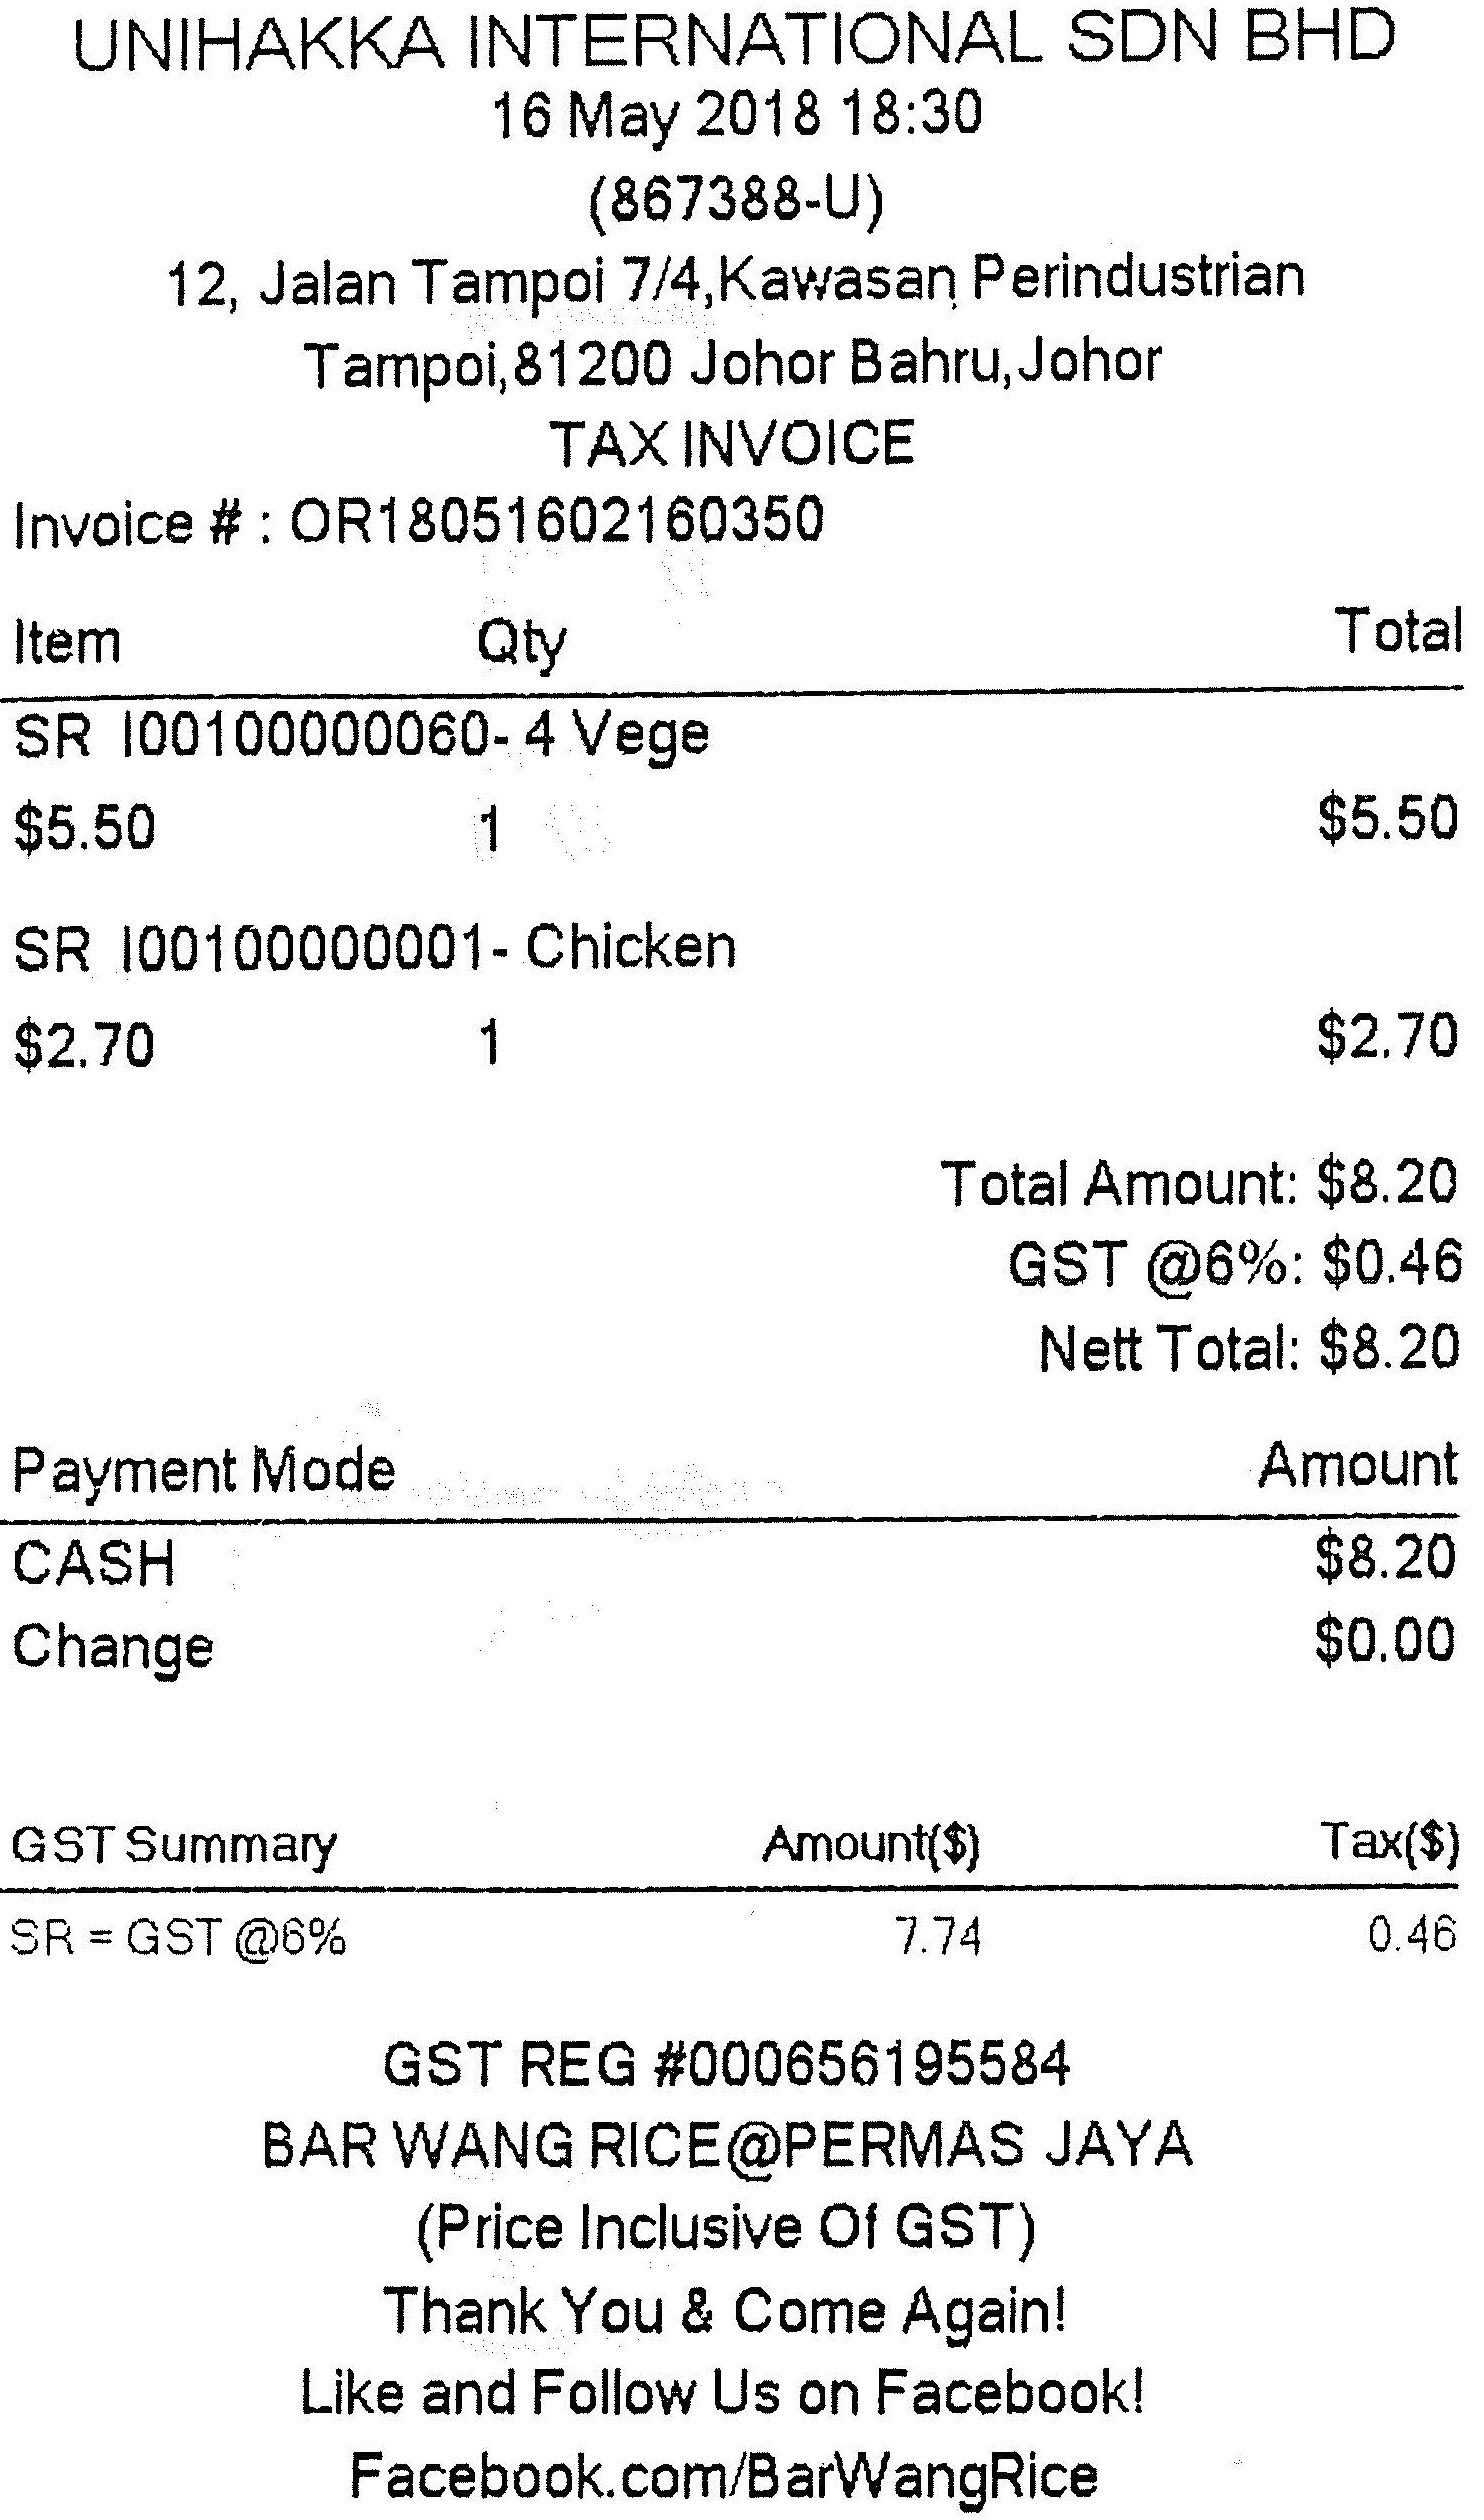 UNIHAKKA INTERNATIONAL SDN BHD
16 May 2018 18:30
(867388-U)
12, Jalan Tampoi 7/4,Kawasan Perindustrian
Tampoi,81200 Johor Bahru,Johor
TAX INVOICE
Invoice # : OR18051602160350
Item Qty Total
SR I00100000060- 4 Vege
$5.50 1 $5.50
SR I00100000001- Chicken
$2.70 1 $2.70
Total Amount: $8.20
GST @6%: $0.46
Nett Total: $8.20
Payment Mode Amount
CASH $8.20
Change $0.00
GST Summary Amount($) Tax($)
SR = GST @6% 7.74 0.46
GST REG #000656195584
BAR WANG RICE@PERMAS JAYA
(Price Inclusive Of GST)
Thank You & Come Again!
Like and Follow Us on Facebook!
Facebook.com/BarWangRice